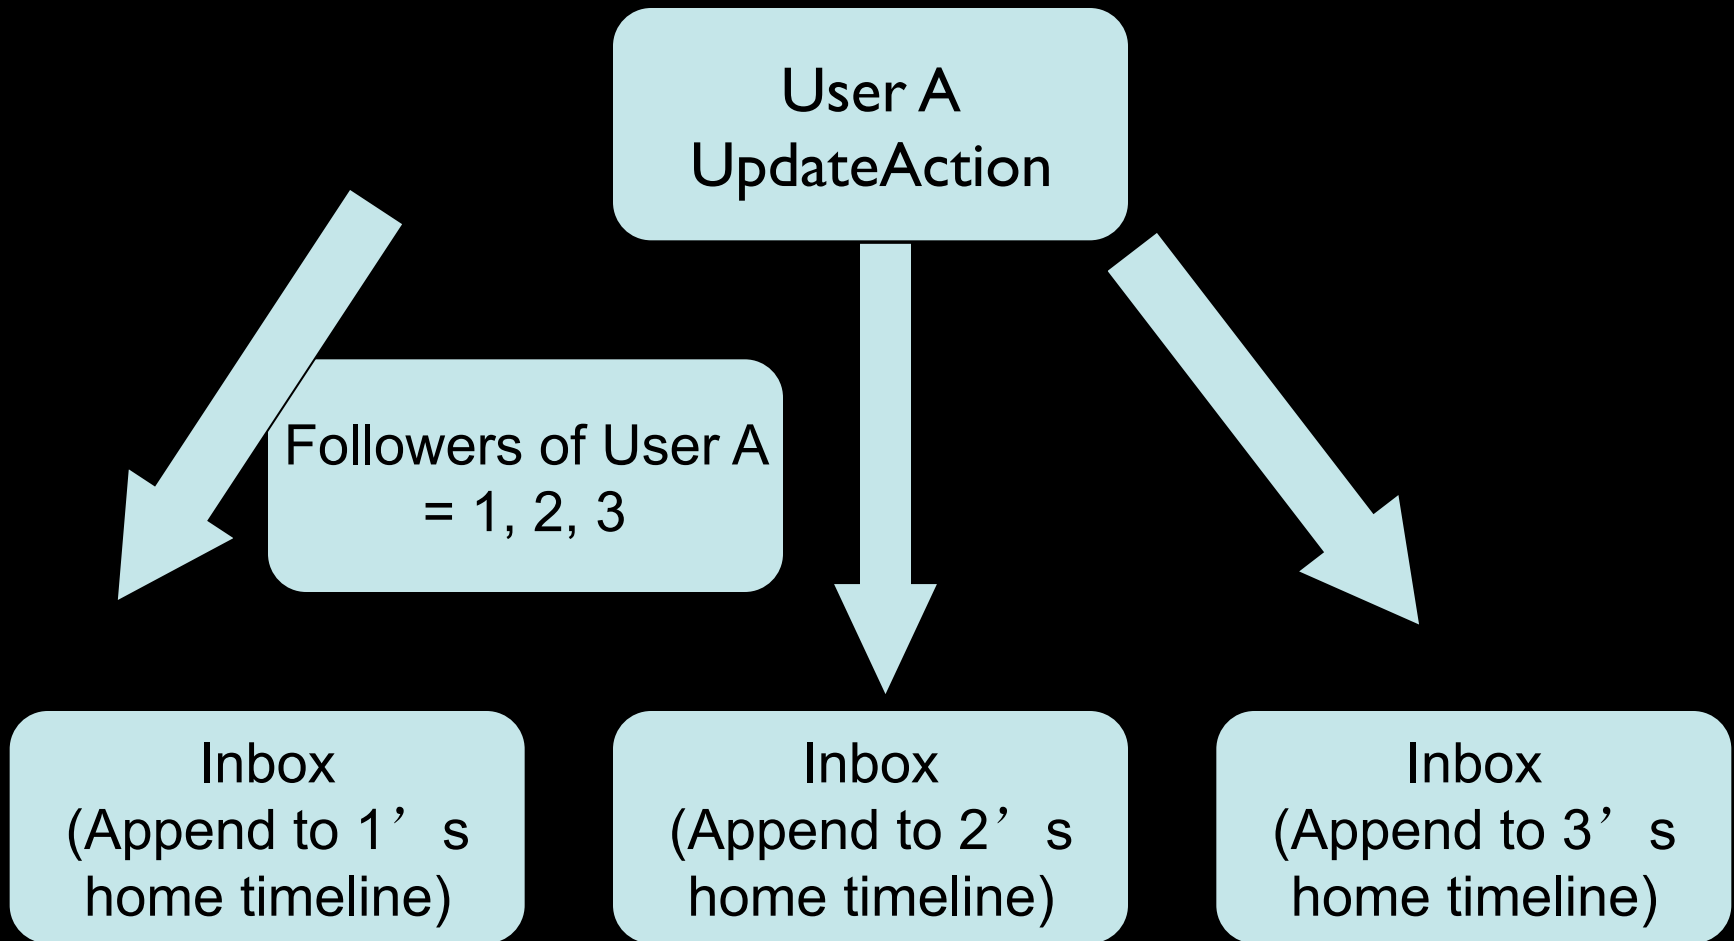 User A
UpdateAction
Followers of User A
= 1, 2, 3
Inbox
(Append to 1’s
home timeline)
Inbox
(Append to 2’s
home timeline)
Inbox
(Append to 3’s
home timeline)